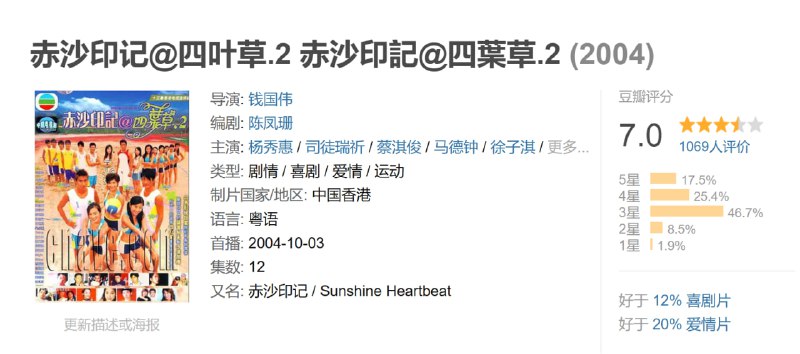 赤沙印记@四叶草.2 赤沙印記@四葉草.2 (2004)
赤沙印記@四葉草.2
导演: 钱国伟
编剧: 陈凤珊
主演: 杨秀惠 / 司徒瑞祈 / 蔡淇俊 / 马德钟 / 徐子淇 / 更多...
类型: 剧情 / 喜剧 / 爱情 / 运动
制片国家/地区: 中国香港
语言: 粤语
首播: 2004-10-03
集数: 12
又名: 赤沙印记 / Sunshine Heartbeat
更新描述或海报
豆瓣评分
7.0
1069人评价
5星 17.5%
4星 25.4%
3星 46.7%
2星 8.5%
1星 1.9%
好于 12% 喜剧片
好于 20% 爱情片